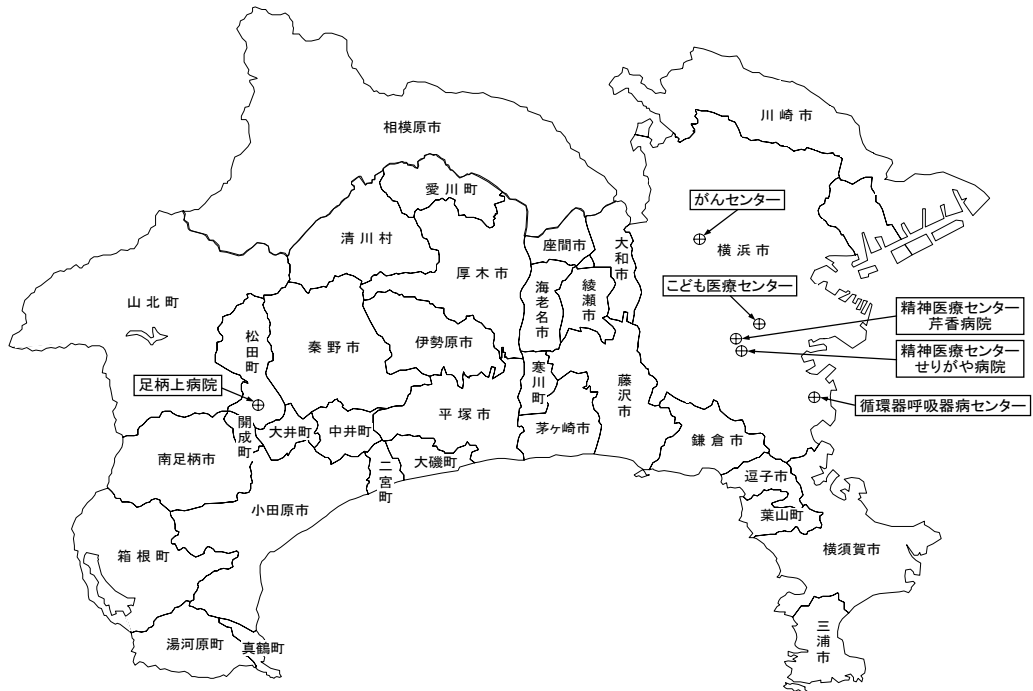 川崎市
相模原市
愛川町
がんセンター
清川村
座間市
大和市
横浜市
厚木市
こども医療センター
山北町
海老名市
綾瀬市
精神医療センター
芹香病院
松田町
秦野市
伊勢原市
精神医療センター
せりがや病院
足柄上病院
寒川町
藤沢市
循環器呼吸器病センター
開成町
大井町
中井町
平塚市
茅ヶ崎市
鎌倉市
南足柄市
大磯町
二宮町
逗子市
小田原市
葉山町
箱根町
横須賀市
湯河原町
真鶴町
三浦市